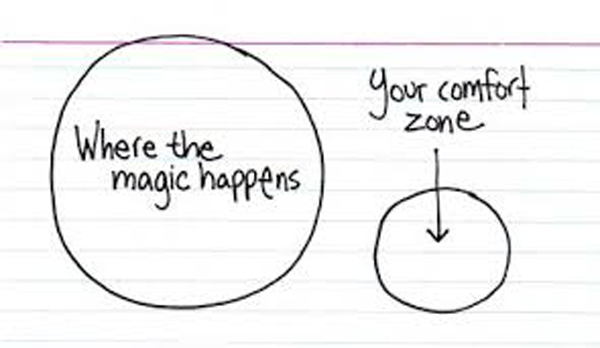 Where the
magic happens
Your comfort
zone